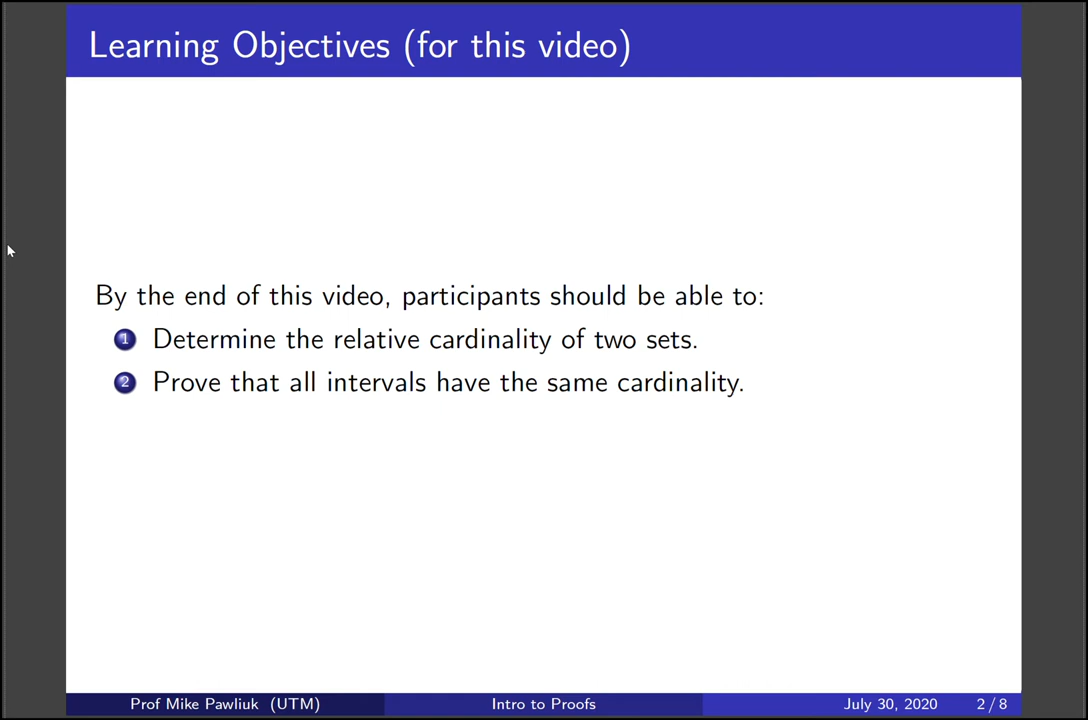 Learning Objectives (for this video)
By the end of this video, participants should be able to:
1 Determine the relative cardinality of two sets.
2 Prove that all intervals have the same cardinality.
Prof Mike Pawliuk (UTM) Intro to Proofs July 30, 2020 2 / 8